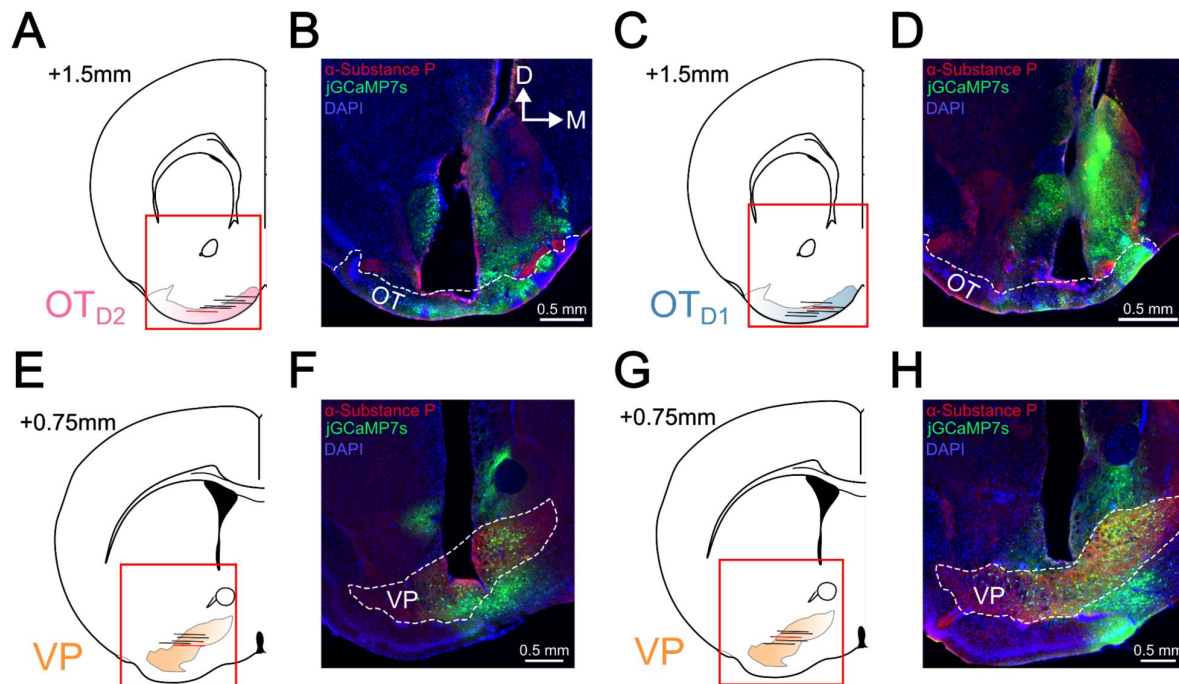 A
+1.5mm
OTD2
B
α-Substance P
jGCaMP7s
DAPI
D
M
OT
0.5 mm
C
+1.5mm
OTD1
D
α-Substance P
jGCaMP7s
DAPI
OT
0.5 mm
E
+0.75mm
VP
F
α-Substance P
jGCaMP7s
DAPI
VP
0.5 mm
G
+0.75mm
VP
H
α-Substance P
jGCaMP7s
DAPI
VP
0.5 mm